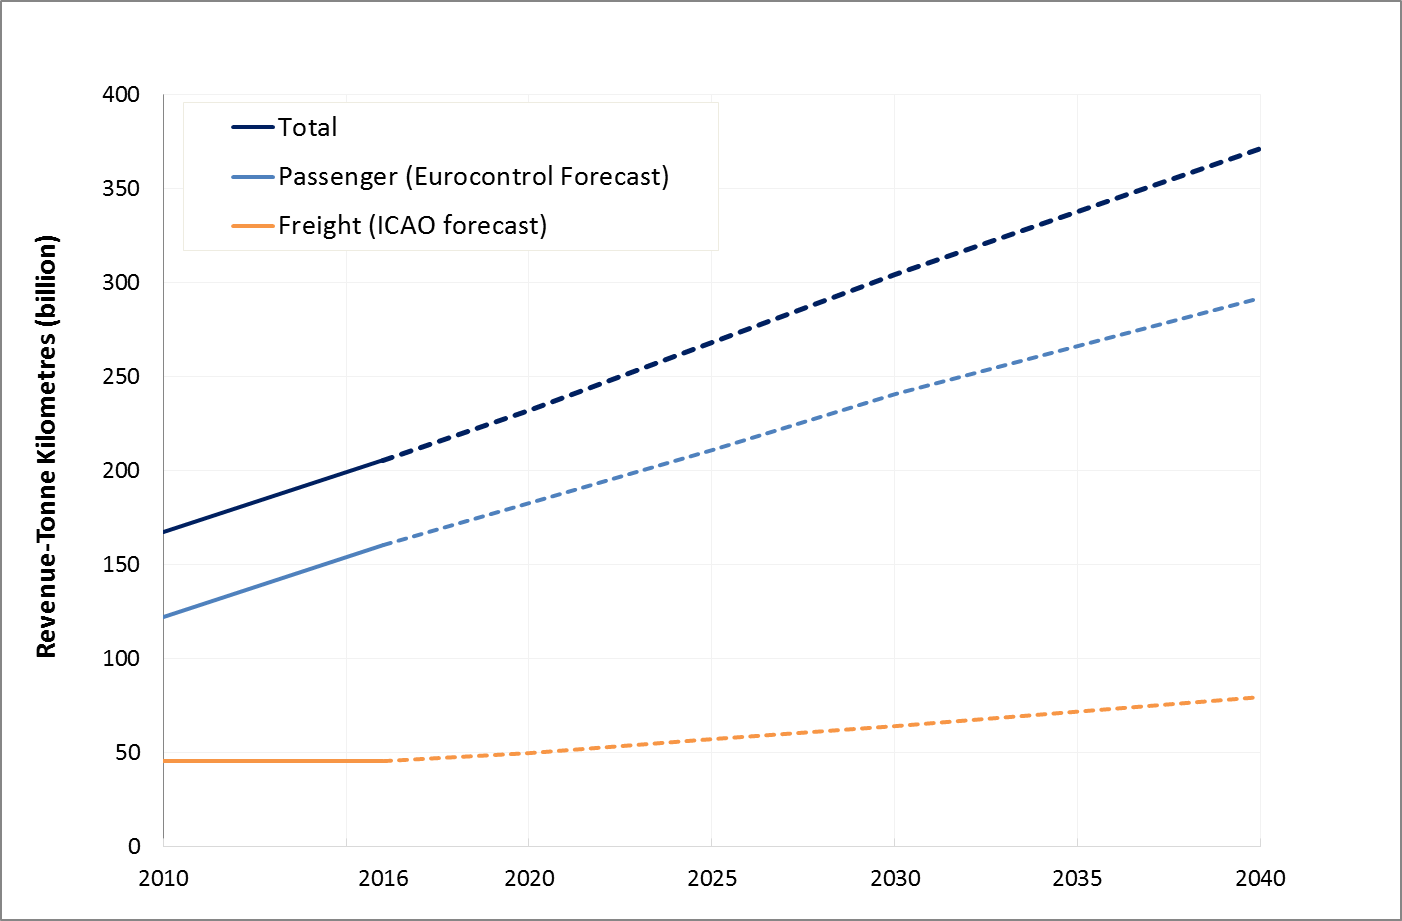 400
350
300
250
200
150
100
50
0
Revenue-Tonne Kilometres (billion)
Total
Passenger (Eurocontrol Forecast)
Freight (ICAO forecast)
2010 2016 2020 2025 2030 2035 2040